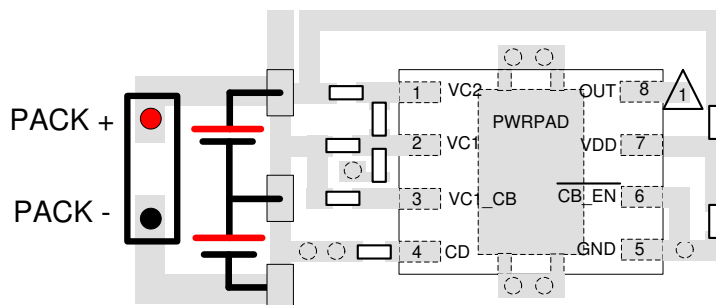 PACK +
PACK -
1 VC2
2 VC1
3 VC1_CB
4 CD
PWRPAD
OUT 8
VDD 7
CB_EN 6
GND 5
1